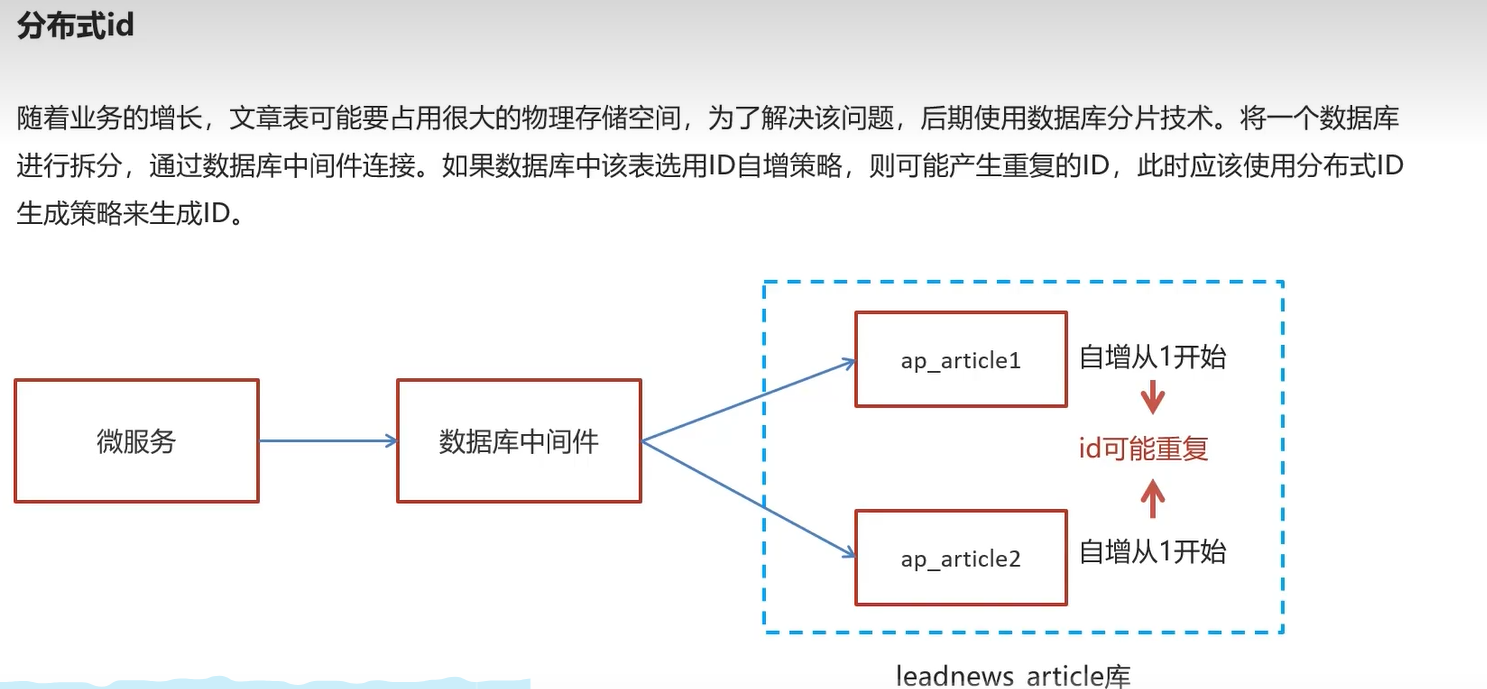 分布式id
随着业务的增长，文章表可能要占用很大的物理存储空间，为了解决该问题，后期使用数据库分片技术。将一个数据库
进行拆分，通过数据库中间件连接。如果数据库中该表选用ID自增策略，则可能产生重复的ID，此时应该使用分布式ID
生成策略来生成ID。
微服务
数据库中间件
ap_article1
自增从1开始
id可能重复
ap_article2
自增从1开始
leadnews_article库